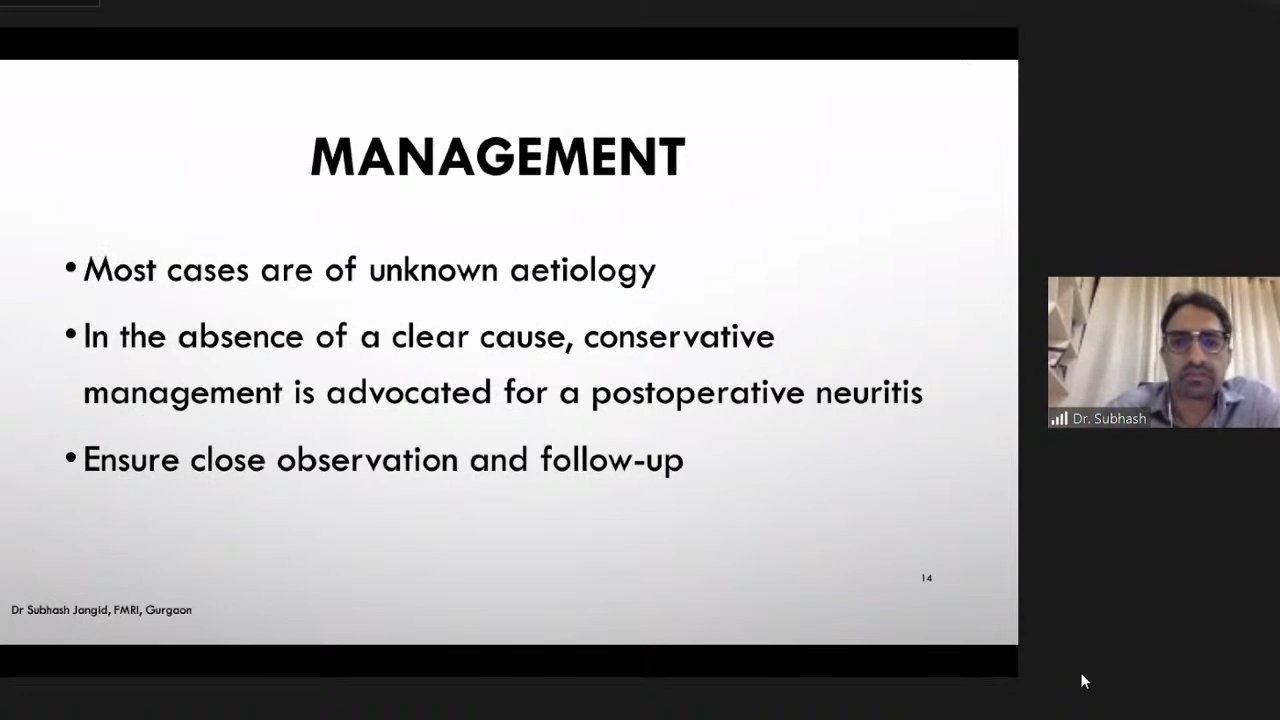 MANAGEMENT
• Most cases are of unknown aetiology
• In the absence of a clear cause, conservative
management is advocated for a postoperative neuritis
• Ensure close observation and follow-up
14
Dr Subhash Jangid, FMRI, Gurgaon
Dr. Subhash